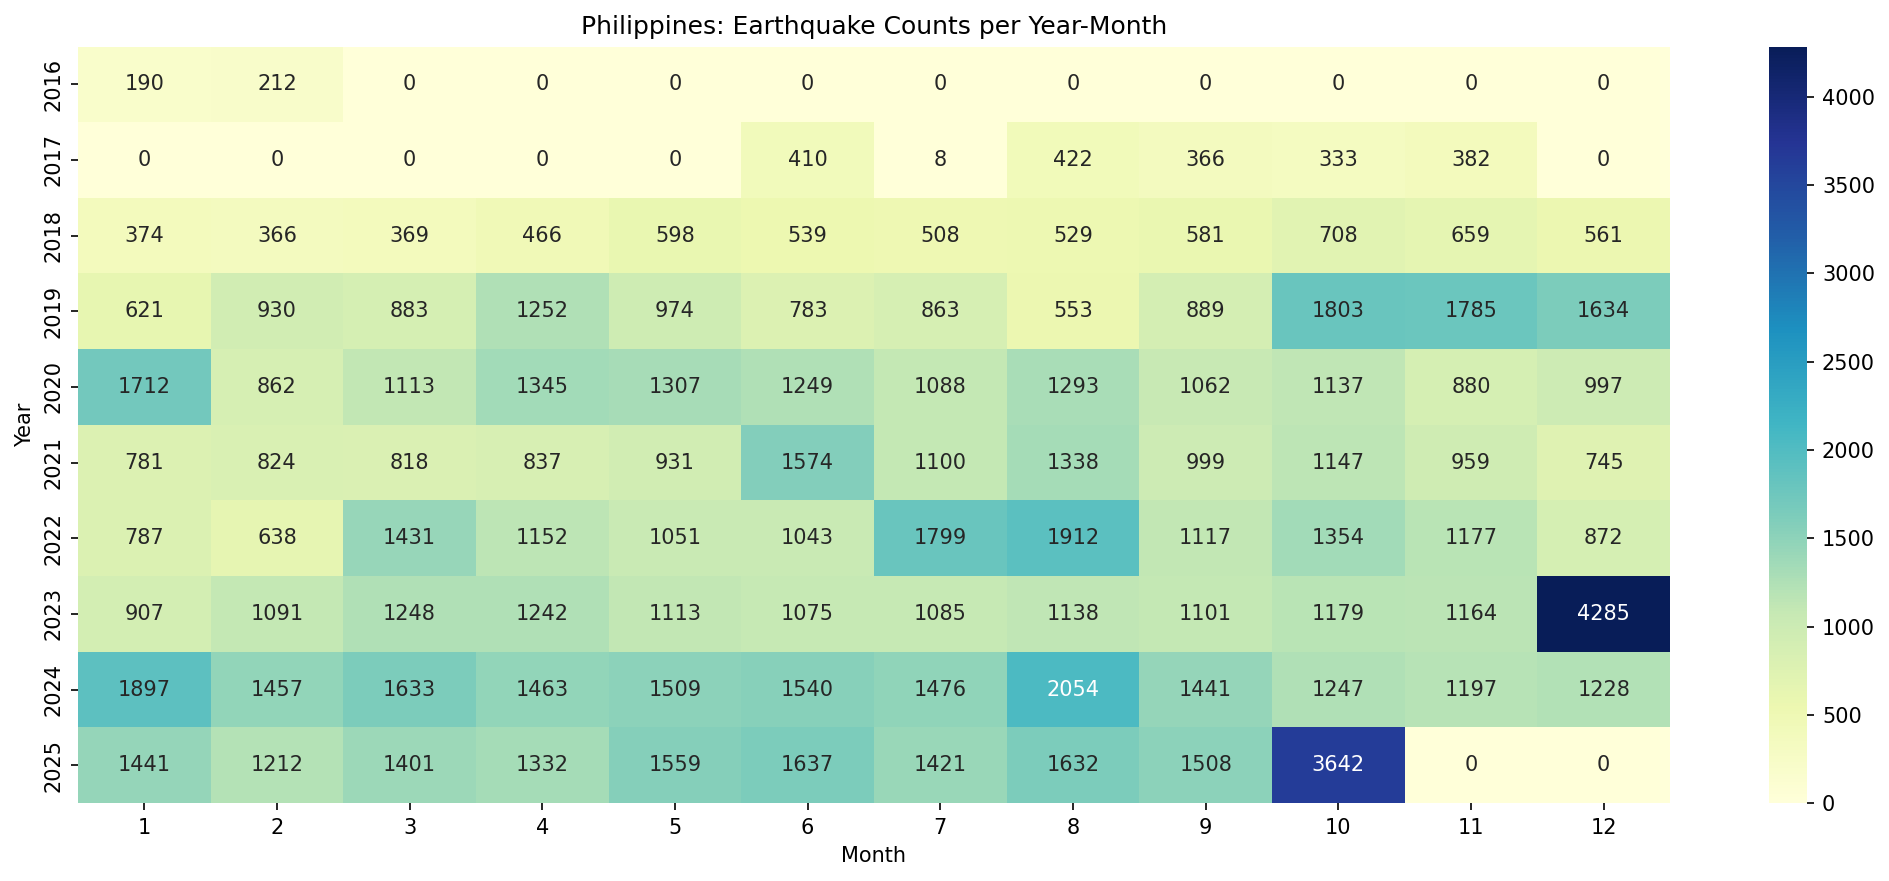 Philippines: Earthquake Counts per Year-Month
2016 190 212 0 0 0 0 0 0 0 0 0 0
2017 0 0 0 0 0 410 8 422 366 333 382 0
2018 374 366 369 466 598 539 508 529 581 708 659 561
2019 621 930 883 1252 974 783 863 553 889 1803 1785 1634
2020 1712 862 1113 1345 1307 1249 1088 1293 1062 1137 880 997
2021 781 824 818 837 931 1574 1100 1338 999 1147 959 745
2022 787 638 1431 1152 1051 1043 1799 1912 1117 1354 1177 872
2023 907 1091 1248 1242 1113 1075 1085 1138 1101 1179 1164 4285
2024 1897 1457 1633 1463 1509 1540 1476 2054 1441 1247 1197 1228
2025 1441 1212 1401 1332 1559 1637 1421 1632 1508 3642 0 0
1 2 3 4 5 6 7 8 9 10 11 12
Month
Year
4000
3500
3000
2500
2000
1500
1000
500
0